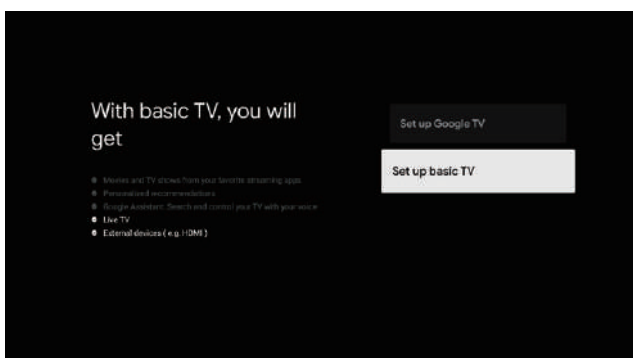 With basic TV, you will
get
Movies and TV shows from your favorite streaming apps
Personalized recommendations
Google Assistant. Search and control your TV with your voice
Live TV
External devices ( e.g. HDMI )
Set up Google TV
Set up basic TV